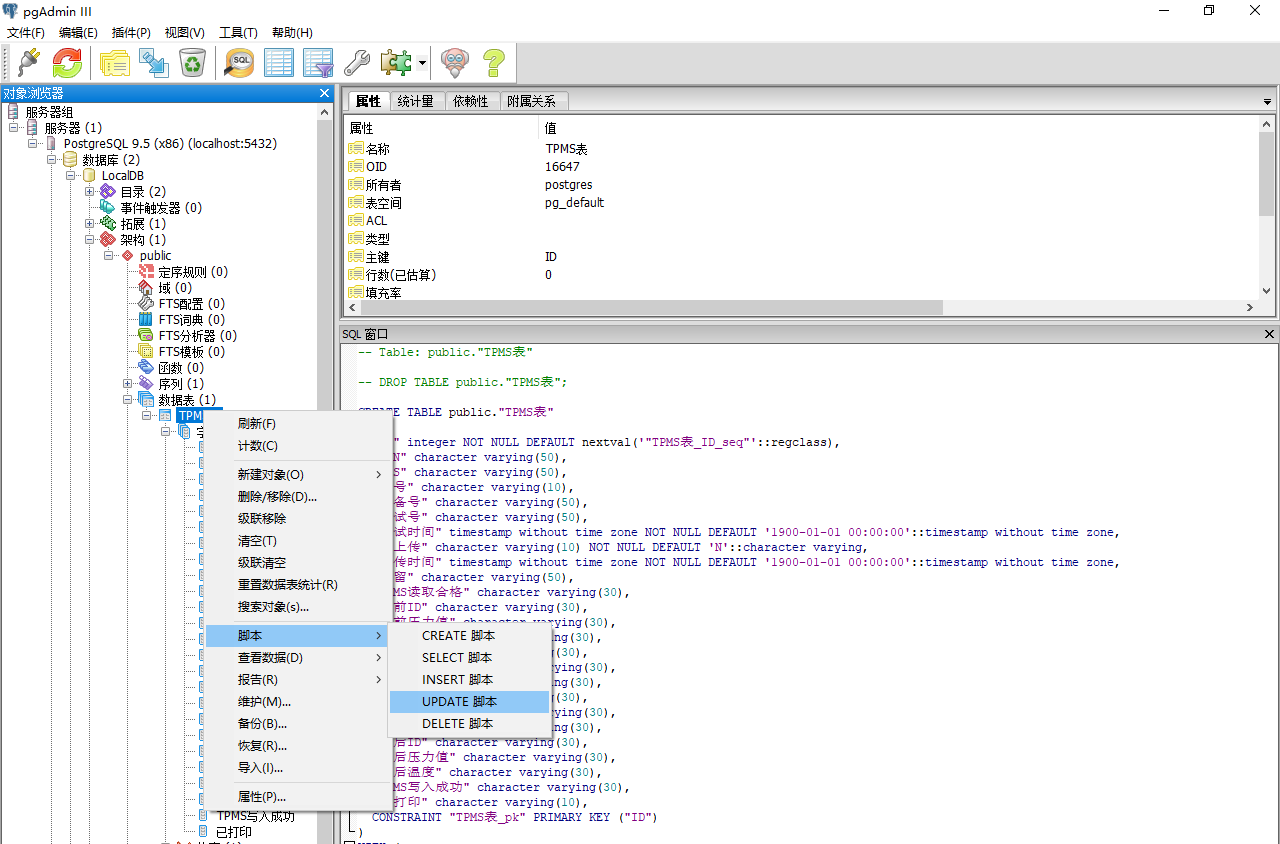 pgAdmin III
文件(F) 编辑(E) 插件(P) 视图(V) 工具(T) 帮助(H)
SQL
对象浏览器
服务器组
服务器 (1)
PostgreSQL 9.5 (x86) (localhost:5432)
数据库 (2)
LocalDB
目录 (2)
事件触发器 (0)
拓展 (1)
架构 (1)
public
定序规则 (0)
域 (0)
FTS配置 (0)
FTS词典 (0)
FTS分析器 (0)
FTS模板 (0)
函数 (0)
序列 (1)
数据表 (1)
TPM
TPMS写入成功
已打印
刷新(F)
计数(C)
新建对象(O)
删除/移除(D)...
级联移除
清空(T)
级联清空
重置数据表统计(R)
搜索对象(s)...
脚本
查看数据(D)
报告(R)
维护(M)...
备份(B)...
恢复(R)...
导入(I)...
属性(P)...
CREATE 脚本
SELECT 脚本
INSERT 脚本
UPDATE 脚本
DELETE 脚本
属性 统计量 依赖性 附属关系
属性 值
名称 TPMS表
OID 16647
所有者 postgres
表空间 pg_default
ACL
类型
主键 ID
行数(已估算) 0
填充率
SQL 窗口
-- Table: public."TPMS表"
-- DROP TABLE public."TPMS表";
CREATE TABLE public."TPMS表"
" integer NOT NULL DEFAULT nextval('"TPMS表_ID_seq"'::regclass),
N" character varying(50),
S" character varying(50),
号" character varying(10),
备号" character varying(50),
试号" character varying(50),
试时间" timestamp without time zone NOT NULL DEFAULT '1900-01-01 00:00:00'::timestamp without time zone,
上传" character varying(10) NOT NULL DEFAULT 'N'::character varying,
传时间" timestamp without time zone NOT NULL DEFAULT '1900-01-01 00:00:00'::timestamp without time zone,
留" character varying(50),
MS读取合格" character varying(30),
前ID" character varying(30),
前压力值" character varying(30),
ng(30),
(30),
ying(30),
ng(30),
(30),
ying(30),
ng(30),
后ID" character varying(30),
后压力值" character varying(30),
后温度" character varying(30),
MS写入成功" character varying(30),
打印" character varying(10),
CONSTRAINT "TPMS表_pk" PRIMARY KEY ("ID")
)